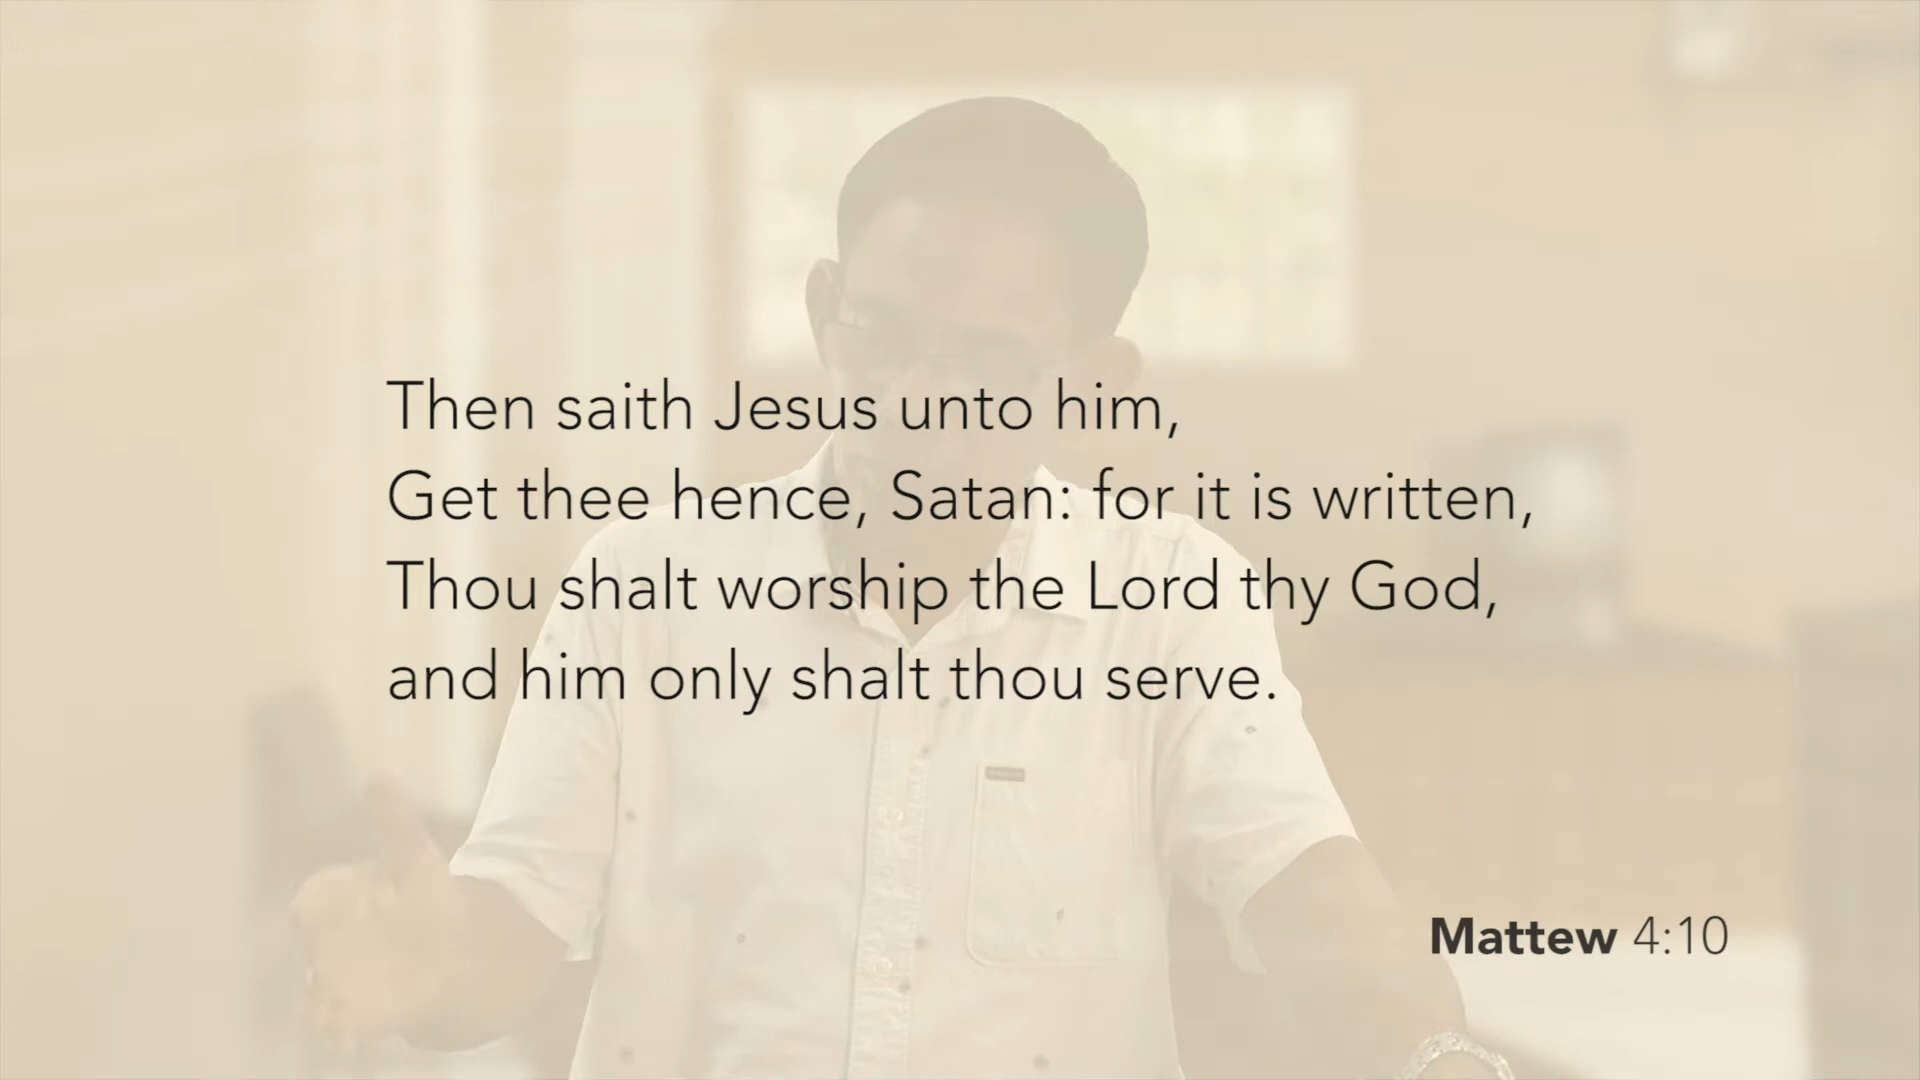 Then saith Jesus unto him,
Get thee hence, Satan: for it is written,
Thou shalt worship the Lord thy God,
and him only shalt thou serve.
Mattew 4:10